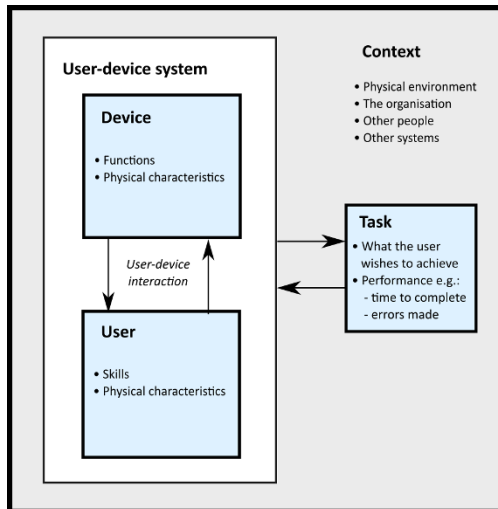 User-device system
Device
• Functions
• Physical characteristics
User-device
interaction
User
• Skills
• Physical characteristics
Context
• Physical environment
• The organisation
• Other people
• Other systems
Task
• What the user
wishes to achieve
• Performance e.g.:
- time to complete
- errors made